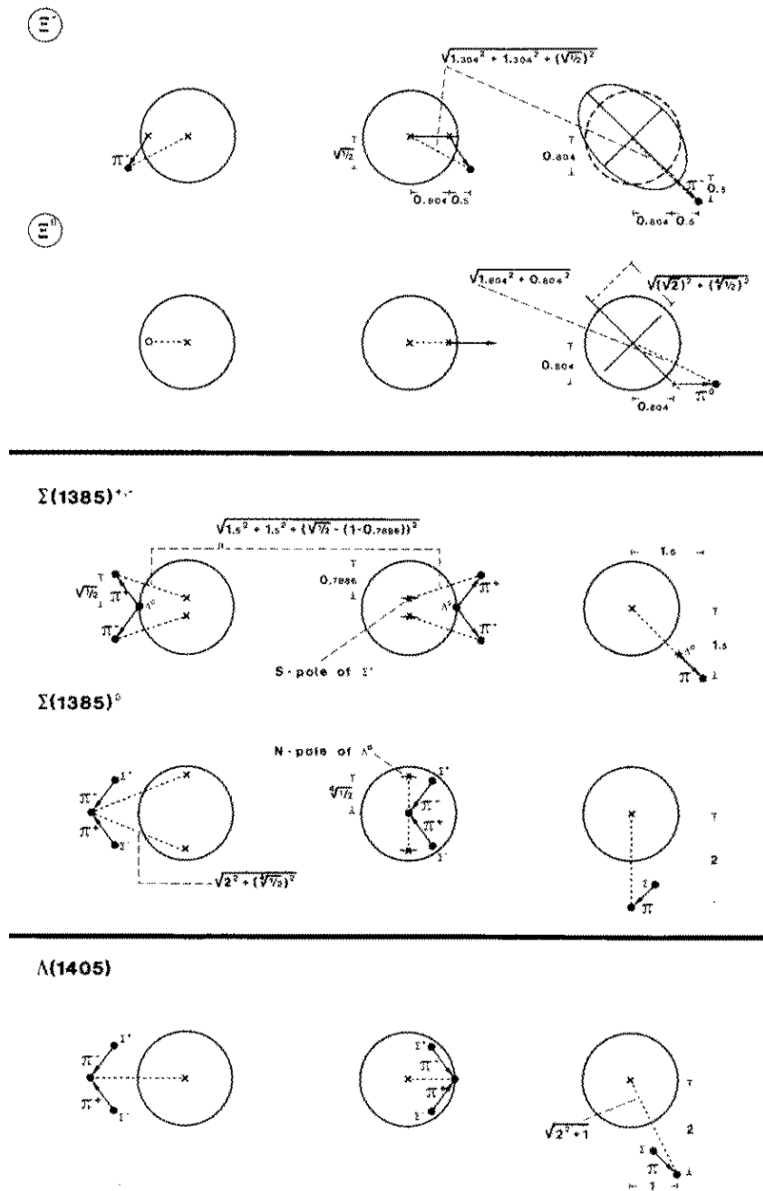 Ξ⁻
√1.304² + 1.304² + (√½)²
π⁻
√½
0.804 0.5
0.804
π⁻
0.5
0.804 0.5
Ξ⁰
√1.804² + 0.804²
√(√2)² + (∜½)²
0.804
π⁰
0.804
Σ(1385)⁺,⁻
√1.5² + 1.5² + (√½ - (1-0.7886))²
√½
π⁺
Λ⁰
π⁻
0.7886
π⁺
Λ⁰
π⁻
1.5
Λ⁰
1.5
π
S-pole of Σ⁺
Σ(1385)⁰
N-pole of Λ⁰
Σ⁺
π⁻
π⁺
Σ⁻
∜½
Σ⁺
π⁻
π⁺
Σ⁻
2
Σ
π
√2² + (∜½)²
Λ(1405)
Σ⁺
π⁻
π⁺
Σ⁻
Σ⁺
π⁻
π⁺
Σ⁻
√2²+1
2
Σ
π
1